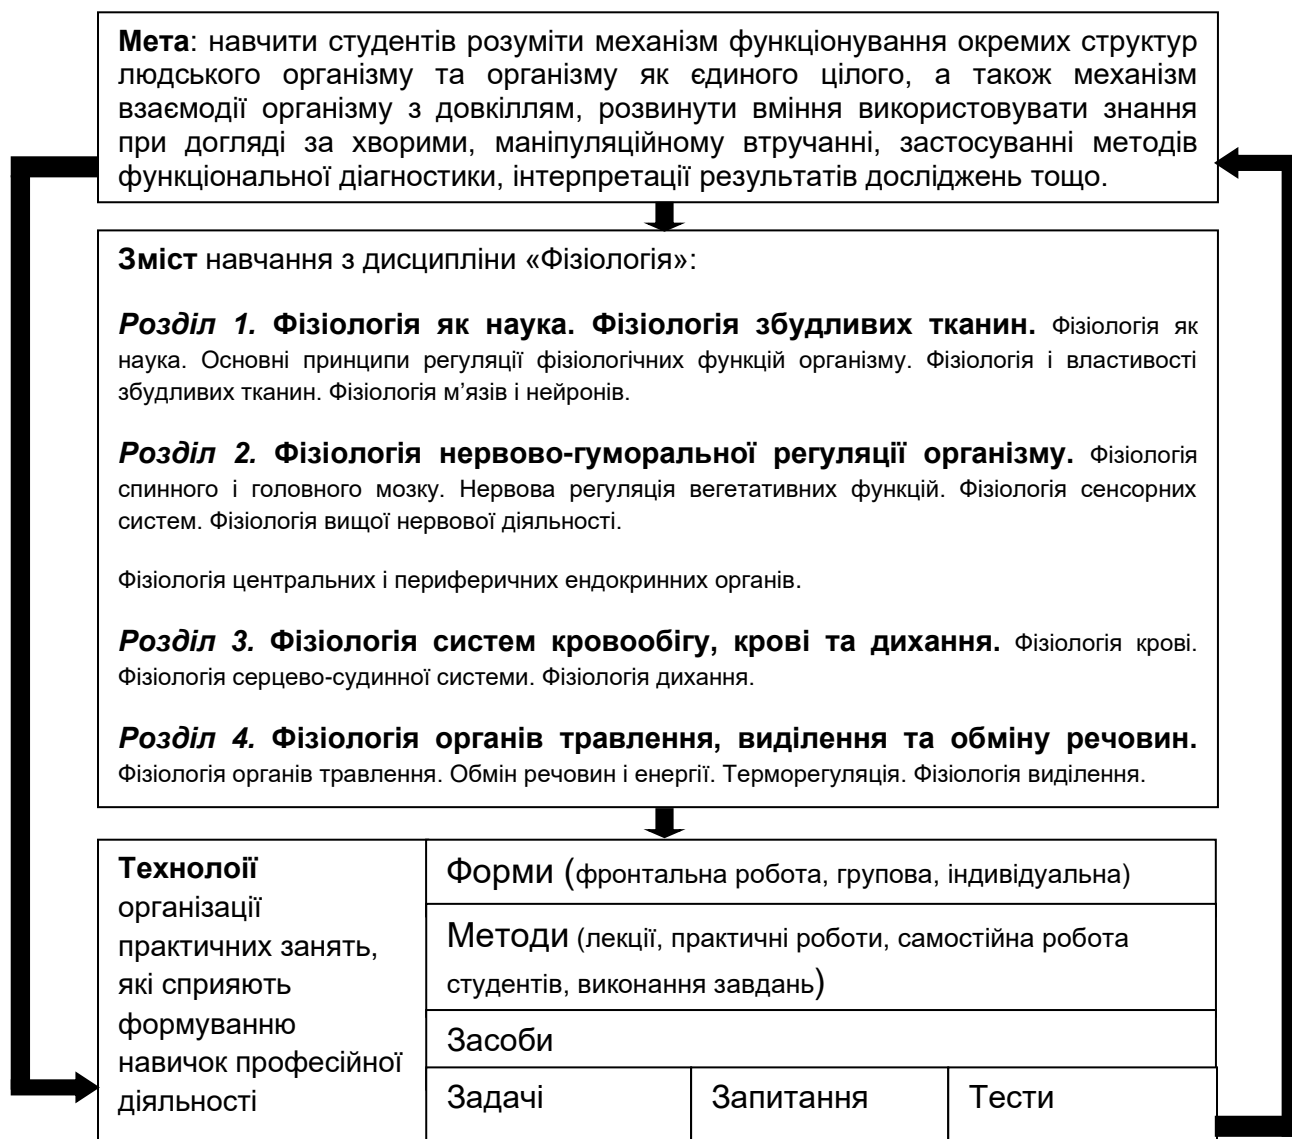 Мета: навчити студентів розуміти механізм функціонування окремих структур
людського організму та організму як єдиного цілого, а також механізм
взаємодії організму з довкіллям, розвинути вміння використовувати знання
при догляді за хворими, маніпуляційному втручанні, застосуванні методів
функціональної діагностики, інтерпретації результатів досліджень тощо.
Зміст навчання з дисципліни «Фізіологія»:
Розділ 1. Фізіологія як наука. Фізіологія збудливих тканин. Фізіологія як
наука. Основні принципи регуляції фізіологічних функцій організму. Фізіологія і властивості
збудливих тканин. Фізіологія м’язів і нейронів.
Розділ 2. Фізіологія нервово-гуморальної регуляції організму. Фізіологія
спинного і головного мозку. Нервова регуляція вегетативних функцій. Фізіологія сенсорних
систем. Фізіологія вищої нервової діяльності.
Фізіологія центральних і периферичних ендокринних органів.
Розділ 3. Фізіологія систем кровообігу, крові та дихання. Фізіологія крові.
Фізіологія серцево-судинної системи. Фізіологія дихання.
Розділ 4. Фізіологія органів травлення, виділення та обміну речовин.
Фізіологія органів травлення. Обмін речовин і енергії. Терморегуляція. Фізіологія виділення.
Технолоії
організації
практичних занять,
які сприяють
формуванню
навичок професійної
діяльності
Форми (фронтальна робота, групова, індивідуальна)
Методи (лекції, практичні роботи, самостійна робота
студентів, виконання завдань)
Засоби
Задачі
Запитання
Тести